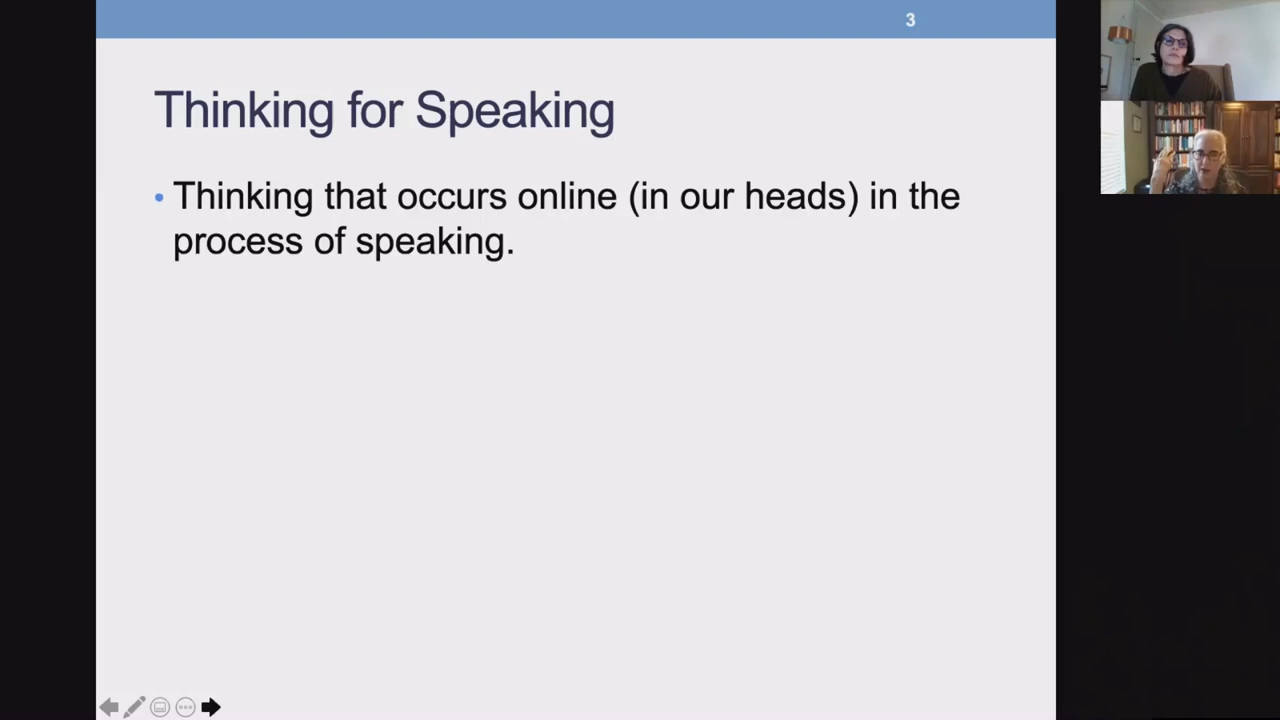 3
Thinking for Speaking
• Thinking that occurs online (in our heads) in the
process of speaking.